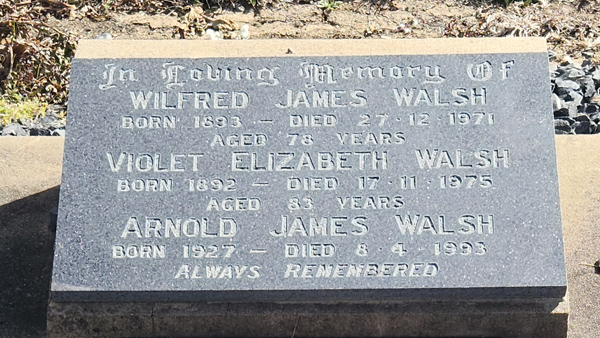 In Loving Memory Of
WILFRED JAMES WALSH
BORN 1893 - DIED 27·12·1971
AGED 78 YEARS
VIOLET ELIZABETH WALSH
BORN 1892 - DIED 17·11·1975
AGED 83 YEARS
ARNOLD JAMES WALSH
BORN 1927 - DIED 8·4·1993
ALWAYS REMEMBERED